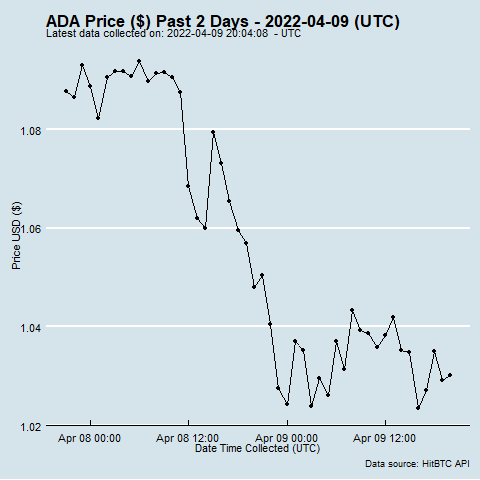 ADA Price ($) Past 2 Days - 2022-04-09 (UTC)
Latest data collected on: 2022-04-09 20:04:08 - UTC
Price USD ($)
1.08
1.06
1.04
1.02
Apr 08 00:00
Apr 08 12:00
Apr 09 00:00
Apr 09 12:00
Date Time Collected (UTC)
Data source: HitBTC API